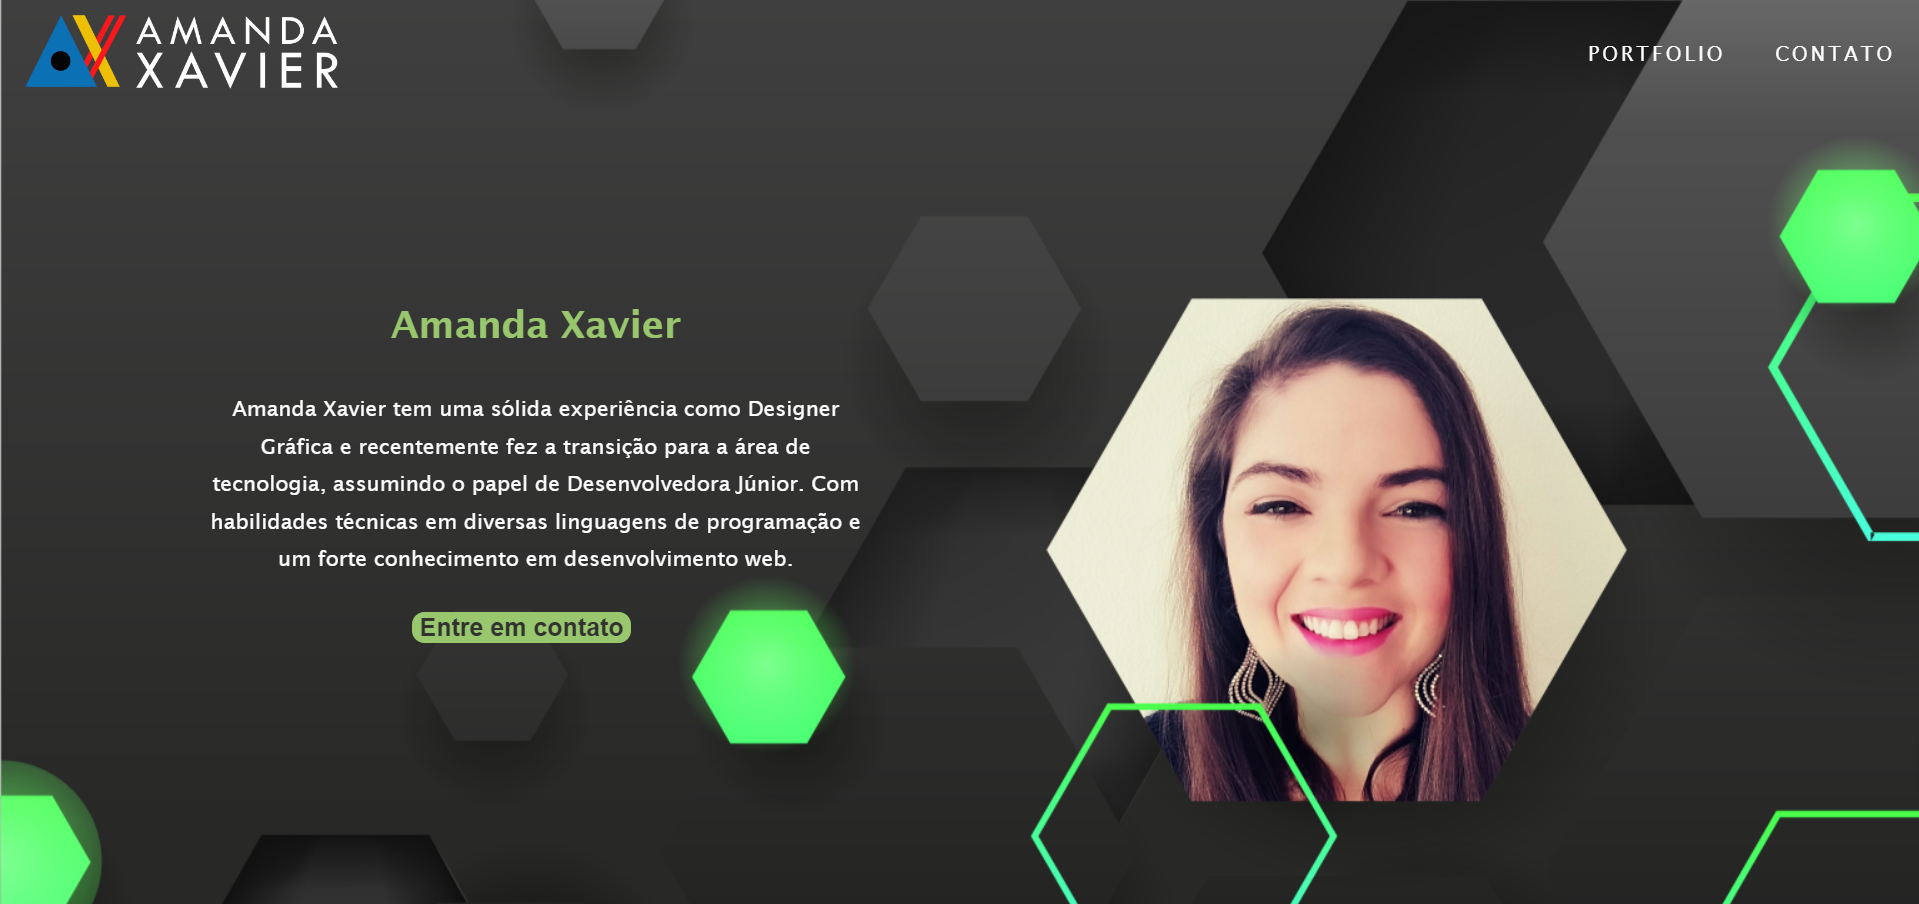 AMANDA
XAVIER
PORTFOLIO
CONTATO
Amanda Xavier
Amanda Xavier tem uma sólida experiência como Designer
Gráfica e recentemente fez a transição para a área de
tecnologia, assumindo o papel de Desenvolvedora Júnior. Com
habilidades técnicas em diversas linguagens de programação e
um forte conhecimento em desenvolvimento web.
Entre em contato